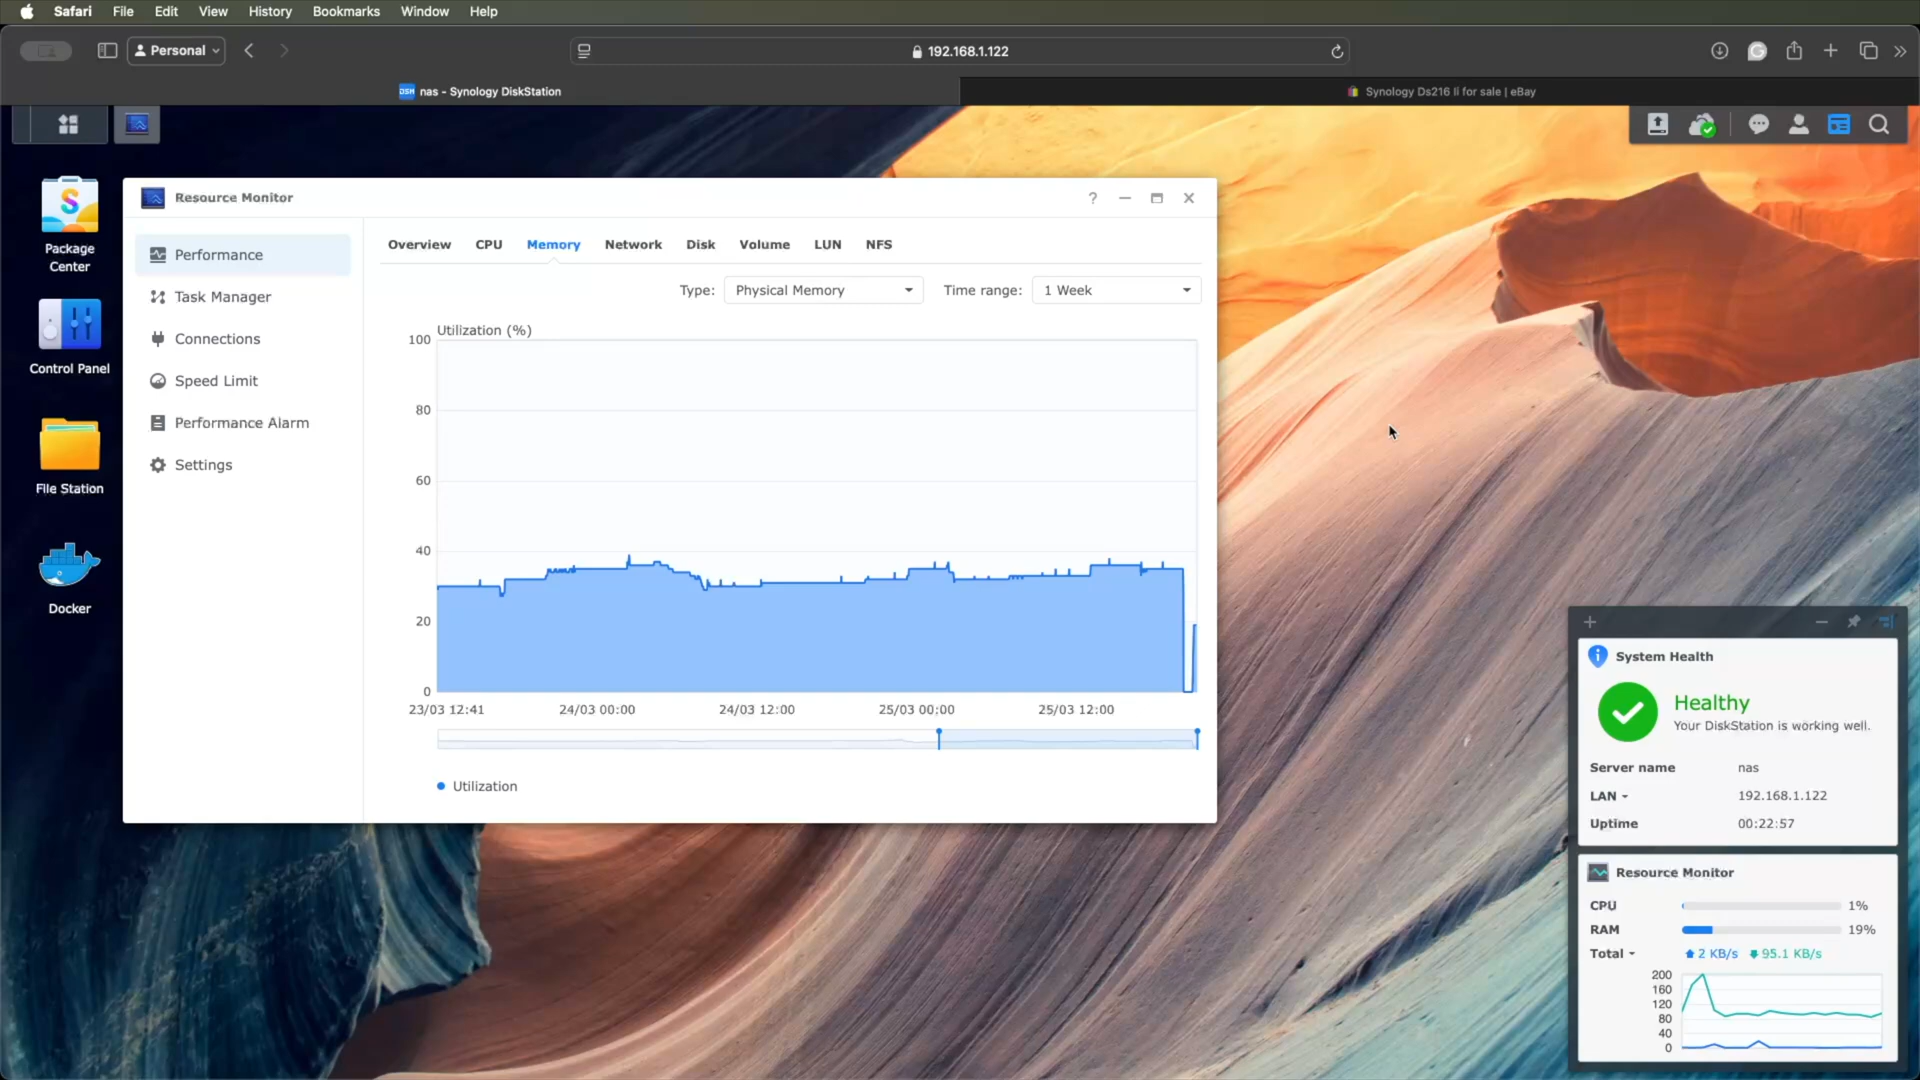 Safari File Edit View History Bookmarks Window Help
Personal
192.168.1.122
nas - Synology DiskStation
Synology Ds216 Ii for sale | eBay
Package Center
Control Panel
File Station
Docker
Resource Monitor
Performance
Task Manager
Connections
Speed Limit
Performance Alarm
Settings
Overview CPU Memory Network Disk Volume LUN NFS
Type: Physical Memory Time range: 1 Week
Utilization (%)
100
80
60
40
20
0
23/03 12:41 24/03 00:00 24/03 12:00 25/03 00:00 25/03 12:00
Utilization
System Health
Healthy
Your DiskStation is working well.
Server name nas
LAN 192.168.1.122
Uptime 00:22:57
Resource Monitor
CPU 1%
RAM 19%
Total 2 KB/s 95.1 KB/s
200
160
120
80
40
0